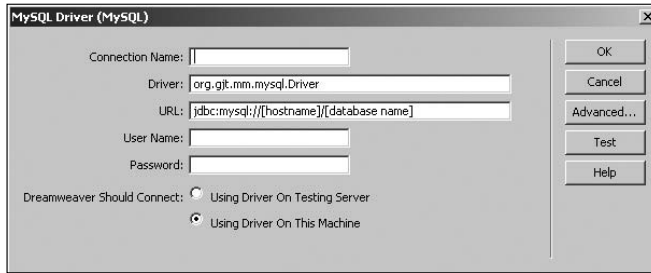 MySQL Driver (MySQL)
Connection Name:
Driver: org.gjt.mm.mysql.Driver
URL: jdbc:mysql://[hostname]/[database name]
User Name:
Password:
Dreamweaver Should Connect: Using Driver On Testing Server
Using Driver On This Machine
OK
Cancel
Advanced...
Test
Help